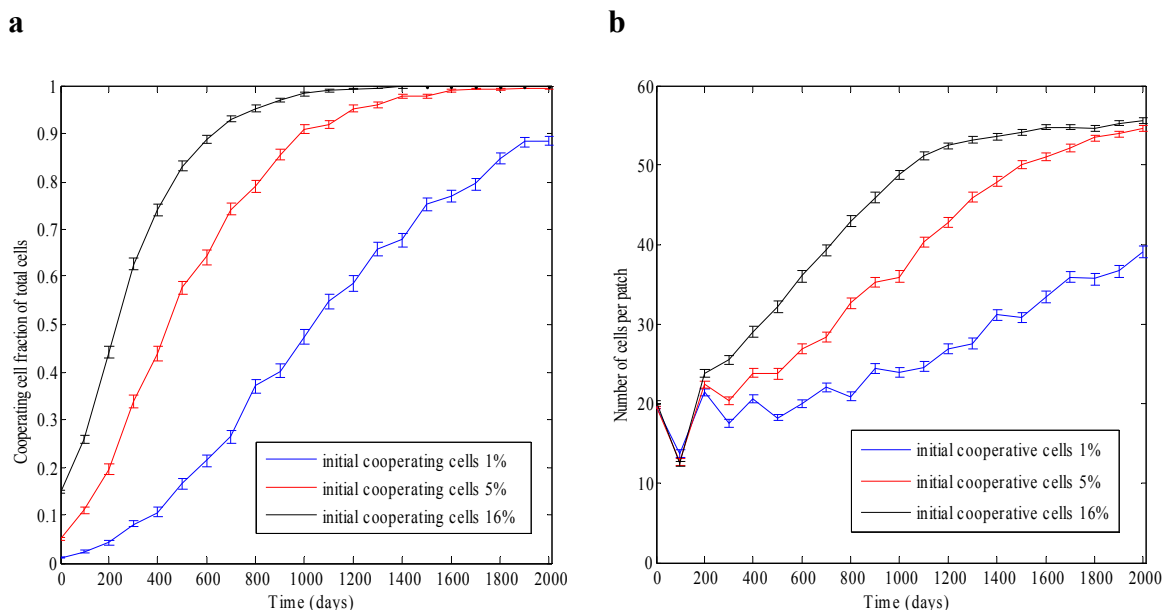 a
1
0.9
0.8
0.7
0.6
0.5
0.4
0.3
0.2
0.1
0
Cooperating cell fraction of total cells
initial cooperating cells 1%
initial cooperating cells 5%
initial cooperating cells 16%
0 200 400 600 800 1000 1200 1400 1600 1800 2000
Time (days)
b
60
50
40
30
20
10
0
Number of cells per patch
initial cooperative cells 1%
initial cooperative cells 5%
initial cooperative cells 16%
0 200 400 600 800 1000 1200 1400 1600 1800 2000
Time (days)